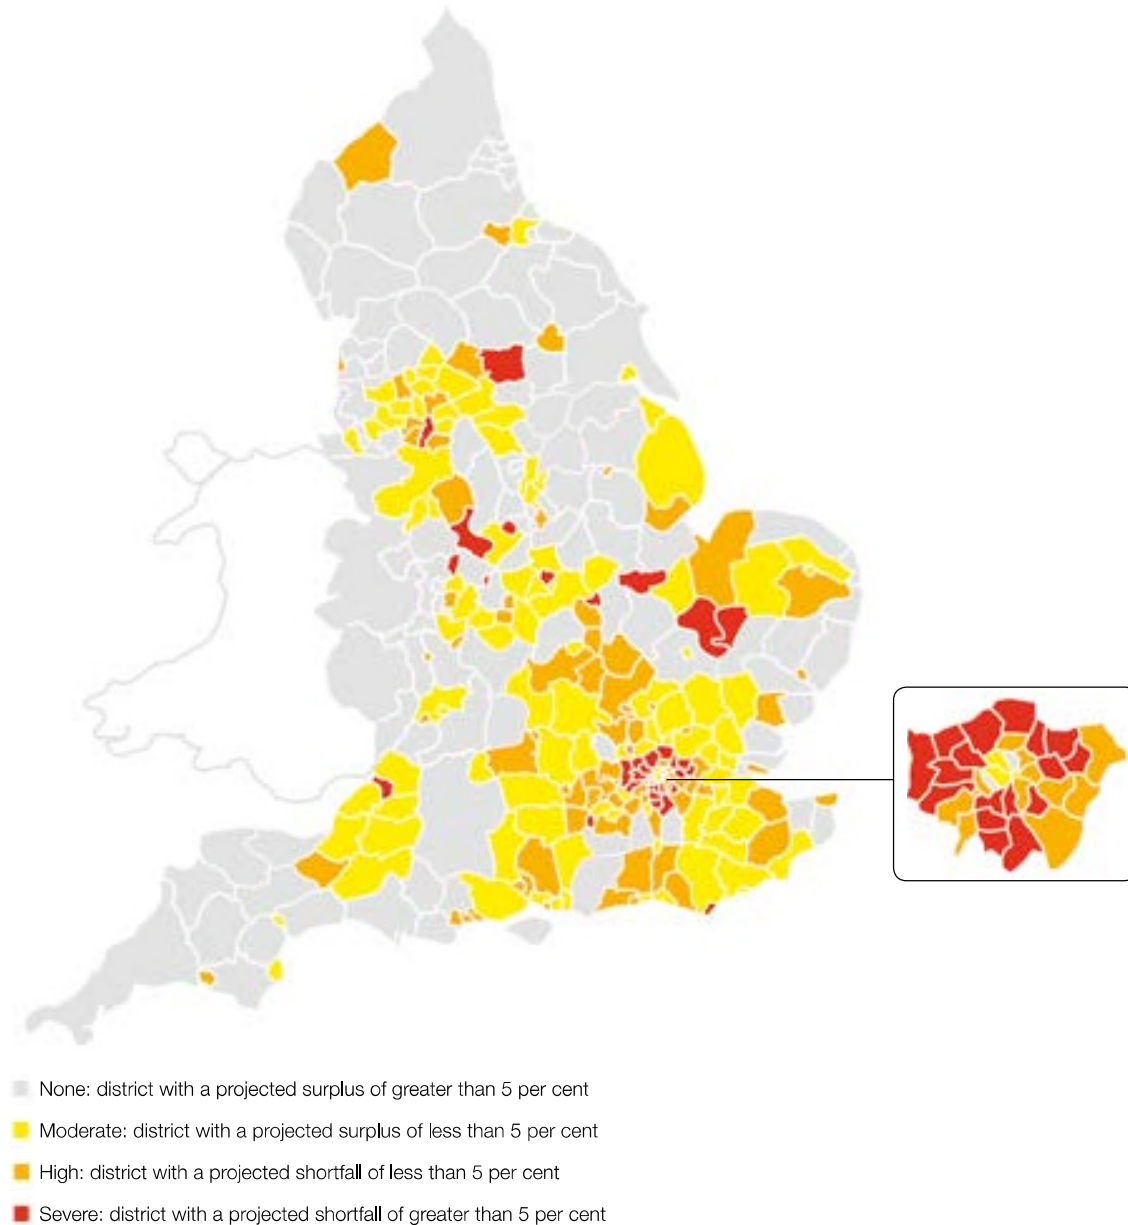 None: district with a projected surplus of greater than 5 per cent
Moderate: district with a projected surplus of less than 5 per cent
High: district with a projected shortfall of less than 5 per cent
Severe: district with a projected shortfall of greater than 5 per cent